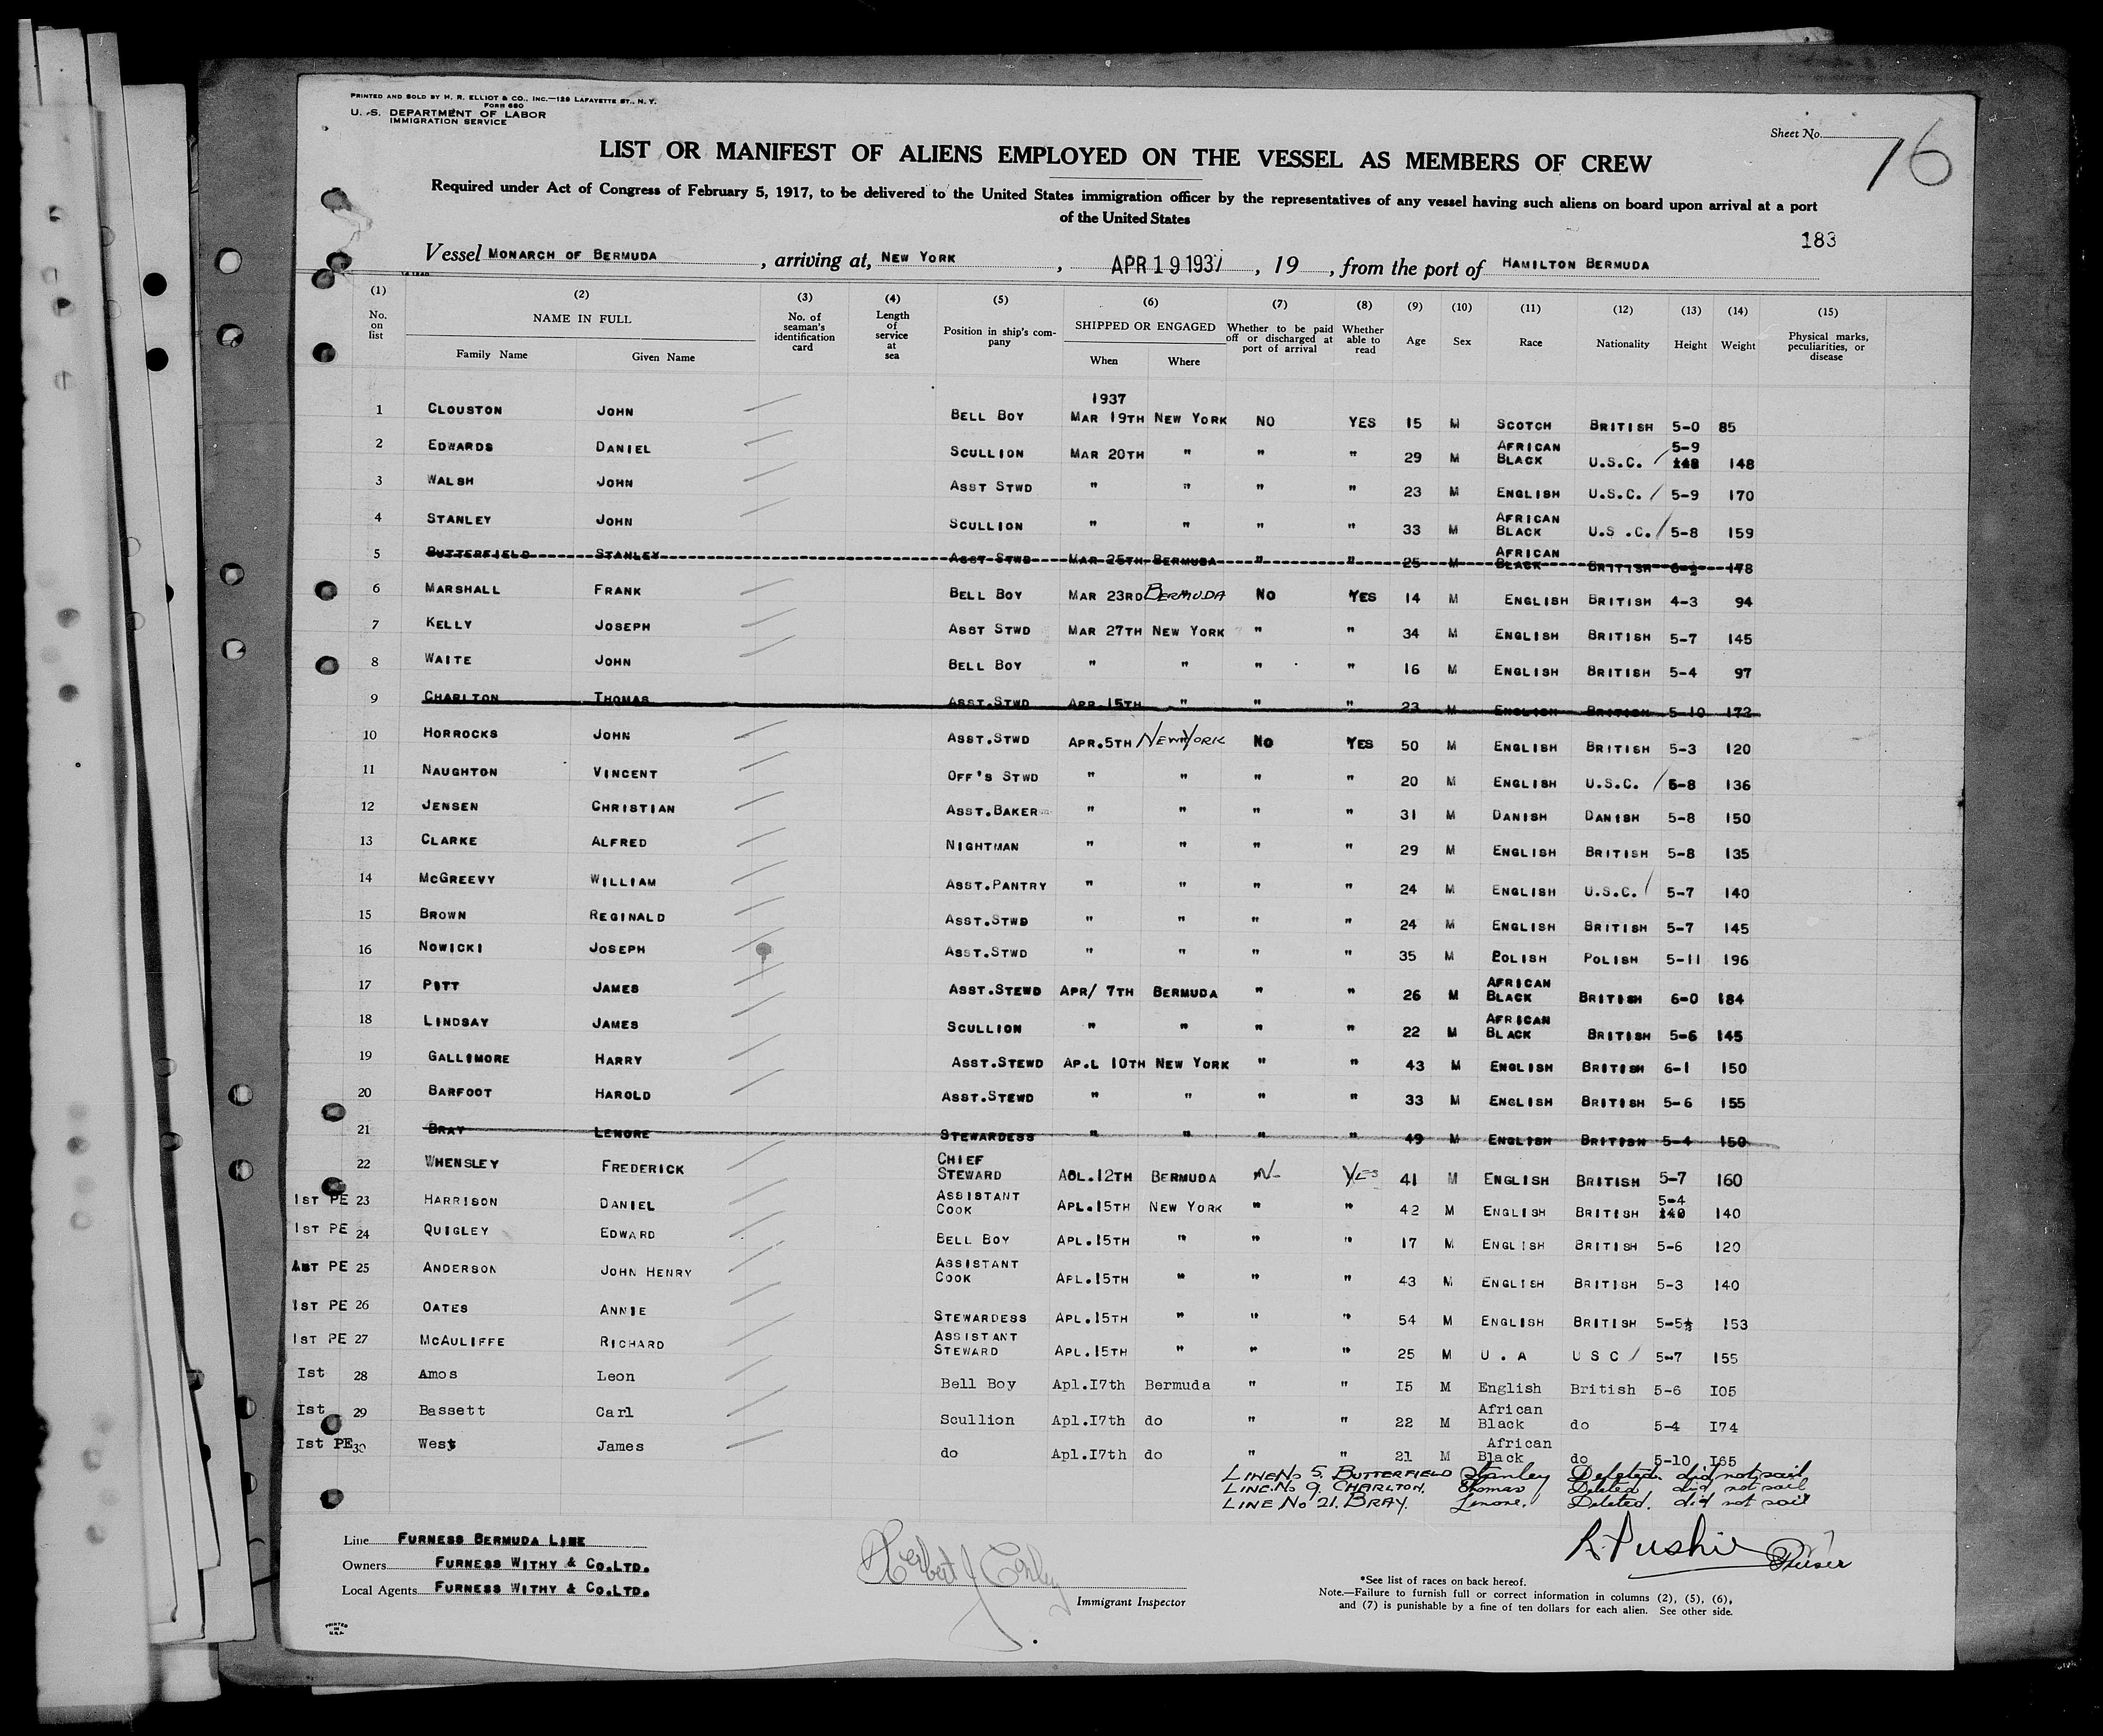 PRINTED AND SOLD BY H. R. ELLIOT & CO., INC.—129 LAFAYETTE ST., N. Y.
FORM 680
U. S. DEPARTMENT OF LABOR
IMMIGRATION SERVICE
Sheet No.
76
LIST OR MANIFEST OF ALIENS EMPLOYED ON THE VESSEL AS MEMBERS OF CREW
Required under Act of Congress of February 5, 1917, to be delivered to the United States immigration officer by the representatives of any vessel having such aliens on board upon arrival at a port
of the United States
183
Vessel MONARCH OF BERMUDA, arriving at, NEW YORK, APR 19 1937, 19, from the port of HAMILTON BERMUDA
(1) No. on list (2) NAME IN FULL Family Name Given Name (3) No. of seaman's identification card (4) Length of service at sea (5) Position in ship's company (6) SHIPPED OR ENGAGED When Where (7) Whether to be paid off or discharged at port of arrival (8) Whether able to read (9) Age (10) Sex (11) Race (12) Nationality (13) Height (14) Weight (15) Physical marks, peculiarities, or disease
1937
1 CLOUSTON JOHN BELL BOY MAR 19TH NEW YORK NO YES 15 M SCOTCH BRITISH 5-0 85
2 EDWARDS DANIEL SCULLION MAR 20TH " " " 29 M AFRICAN BLACK U.S.C. 5-9 148 148
3 WALSH JOHN ASST STWD " " " " 23 M ENGLISH U.S.C. 5-9 170
4 STANLEY JOHN SCULLION " " " " 33 M AFRICAN BLACK U.S.C. 5-8 159
5 BUTTERFIELD STANLEY ASST STWD MAR 25TH BERMUDA " " 25 M AFRICAN BLACK BRITISH 6-½ 178
6 MARSHALL FRANK BELL BOY MAR 23RD BERMUDA NO YES 14 M ENGLISH BRITISH 4-3 94
7 KELLY JOSEPH ASST STWD MAR 27TH NEW YORK " " 34 M ENGLISH BRITISH 5-7 145
8 WAITE JOHN BELL BOY " " " " 16 M ENGLISH BRITISH 5-4 97
9 CHARLTON THOMAS ASST.STWD APR 15TH " " " 23 M ENGLISH BRITISH 5-10 172
10 HORROCKS JOHN ASST.STWD APR.5TH NEW YORK NO YES 50 M ENGLISH BRITISH 5-3 120
11 NAUGHTON VINCENT OFF'S STWD " " " " 20 M ENGLISH U.S.C. 5-8 136
12 JENSEN CHRISTIAN ASST.BAKER " " " " 31 M DANISH DANISH 5-8 150
13 CLARKE ALFRED NIGHTMAN " " " " 29 M ENGLISH BRITISH 5-8 135
14 MCGREEVY WILLIAM ASST.PANTRY " " " " 24 M ENGLISH U.S.C. 5-7 140
15 BROWN REGINALD ASST.STWD " " " " 24 M ENGLISH BRITISH 5-7 145
16 NOWICKI JOSEPH ASST.STWD " " " " 35 M POLISH POLISH 5-11 196
17 PITT JAMES ASST.STEWD APR/ 7TH BERMUDA " " 26 M AFRICAN BLACK BRITISH 6-0 184
18 LINDSAY JAMES SCULLION " " " " 22 M AFRICAN BLACK BRITISH 5-6 145
19 GALLIMORE HARRY ASST.STEWD AP.L 10TH NEW YORK " " 43 M ENGLISH BRITISH 6-1 150
20 BARFOOT HAROLD ASST.STEWD " " " " 33 M ENGLISH BRITISH 5-6 155
21 BRAY LENORE STEWARDESS " " " " 49 M ENGLISH BRITISH 5-4 150
22 WHENSLEY FREDERICK CHIEF STEWARD AOL.12TH BERMUDA YES 41 M ENGLISH BRITISH 5-7 160
1ST PE 23 HARRISON DANIEL ASSISTANT COOK APL.15TH NEW YORK " " 42 M ENGLISH BRITISH 5-4 140 140
1ST PE 24 QUIGLEY EDWARD BELL BOY APL.15TH " " " 17 M ENGLISH BRITISH 5-6 120
PE 25 ANDERSON JOHN HENRY ASSISTANT COOK APL.15TH " " " 43 M ENGLISH BRITISH 5-3 140
1ST PE 26 OATES ANNIE STEWARDESS APL.15TH " " " 54 M ENGLISH BRITISH 5-5½ 153
1ST PE 27 MCAULIFFE RICHARD ASSISTANT STEWARD APL.15TH " " " 25 M U . A U S C 5-7 155
Ist 28 Amos Leon Bell Boy Apl.I7th Bermuda " " I5 M English British 5-6 I05
Ist 29 Bassett Carl Scullion Apl.I7th do " " 22 M African Black do 5-4 I74
Ist PE 30 West James do Apl.I7th do " " 21 M African Black do 5-10 I65
LINE No 5. BUTTERFIELD Stanley Deleted. did not sail
LINE No 9. CHARLTON. Thomas Deleted did not sail
LINE No 21. BRAY. Lenore. Deleted. did not sail
Line FURNESS BERMUDA LINE
Owners FURNESS WITHY & CO.LTD.
Local Agents FURNESS WITHY & CO.LTD.
Immigrant Inspector
R. Pushie Purser
*See list of races on back hereof.
Note.—Failure to furnish full or correct information in columns (2), (5), (6),
and (7) is punishable by a fine of ten dollars for each alien. See other side.
PRINTED IN U.S.A.